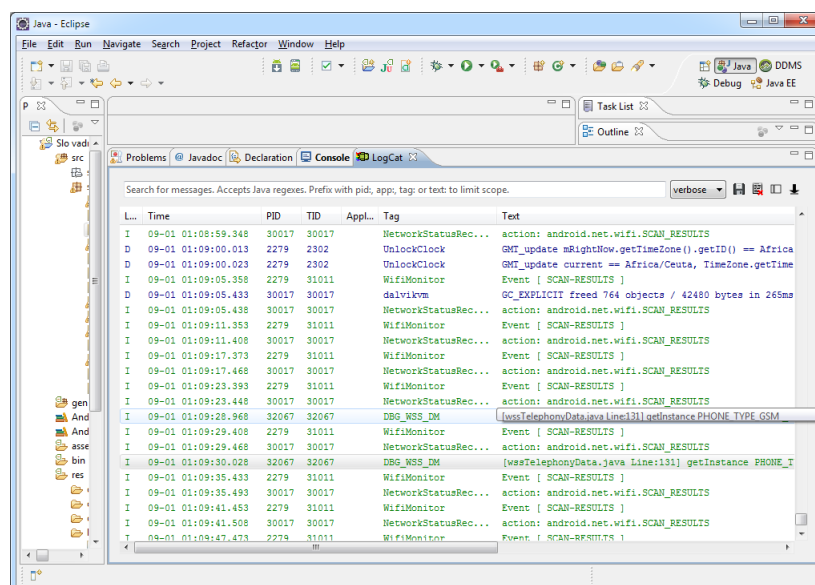 Java - Eclipse
File Edit Run Navigate Search Project Refactor Window Help
Java DDMS
Debug Java EE
P
Task List
Outline
Slo vadi
src
Problems @ Javadoc Declaration Console LogCat
Search for messages. Accepts Java regexes. Prefix with pid:, app:, tag: or text: to limit scope. verbose
L... Time PID TID Appl... Tag Text
I 09-01 01:08:59.348 30017 30017 NetworkStatusRec... action: android.net.wifi.SCAN_RESULTS
D 09-01 01:09:00.013 2279 2302 UnlockClock GMT_update mRightNow.getTimeZone().getID() == Africa
D 09-01 01:09:00.023 2279 2302 UnlockClock GMT_update current == Africa/Ceuta, TimeZone.getTime
I 09-01 01:09:05.358 2279 31011 WifiMonitor Event [ SCAN-RESULTS ]
D 09-01 01:09:05.433 30017 30017 dalvikvm GC_EXPLICIT freed 764 objects / 42480 bytes in 265ms
I 09-01 01:09:05.438 30017 30017 NetworkStatusRec... action: android.net.wifi.SCAN_RESULTS
I 09-01 01:09:11.353 2279 31011 WifiMonitor Event [ SCAN-RESULTS ]
I 09-01 01:09:11.408 30017 30017 NetworkStatusRec... action: android.net.wifi.SCAN_RESULTS
I 09-01 01:09:17.373 2279 31011 WifiMonitor Event [ SCAN-RESULTS ]
I 09-01 01:09:17.468 30017 30017 NetworkStatusRec... action: android.net.wifi.SCAN_RESULTS
I 09-01 01:09:23.393 2279 31011 WifiMonitor Event [ SCAN-RESULTS ]
I 09-01 01:09:23.448 30017 30017 NetworkStatusRec... action: android.net.wifi.SCAN_RESULTS
I 09-01 01:09:28.968 32067 32067 DBG_WSS_DM [wssTelephonyData.java Line:131] getInstance PHONE_TYPE_GSM
I 09-01 01:09:29.408 2279 31011 WifiMonitor Event [ SCAN-RESULTS ]
I 09-01 01:09:29.468 30017 30017 NetworkStatusRec... action: android.net.wifi.SCAN_RESULTS
I 09-01 01:09:30.028 32067 32067 DBG_WSS_DM [wssTelephonyData.java Line:131] getInstance PHONE_T
I 09-01 01:09:35.433 2279 31011 WifiMonitor Event [ SCAN-RESULTS ]
I 09-01 01:09:35.493 30017 30017 NetworkStatusRec... action: android.net.wifi.SCAN_RESULTS
I 09-01 01:09:41.453 2279 31011 WifiMonitor Event [ SCAN-RESULTS ]
I 09-01 01:09:41.508 30017 30017 NetworkStatusRec... action: android.net.wifi.SCAN_RESULTS
I 09-01 01:09:47.473 2279 31011 WifiMonitor Event [ SCAN-RESULTS ]
gen
And
And
asse
bin
res